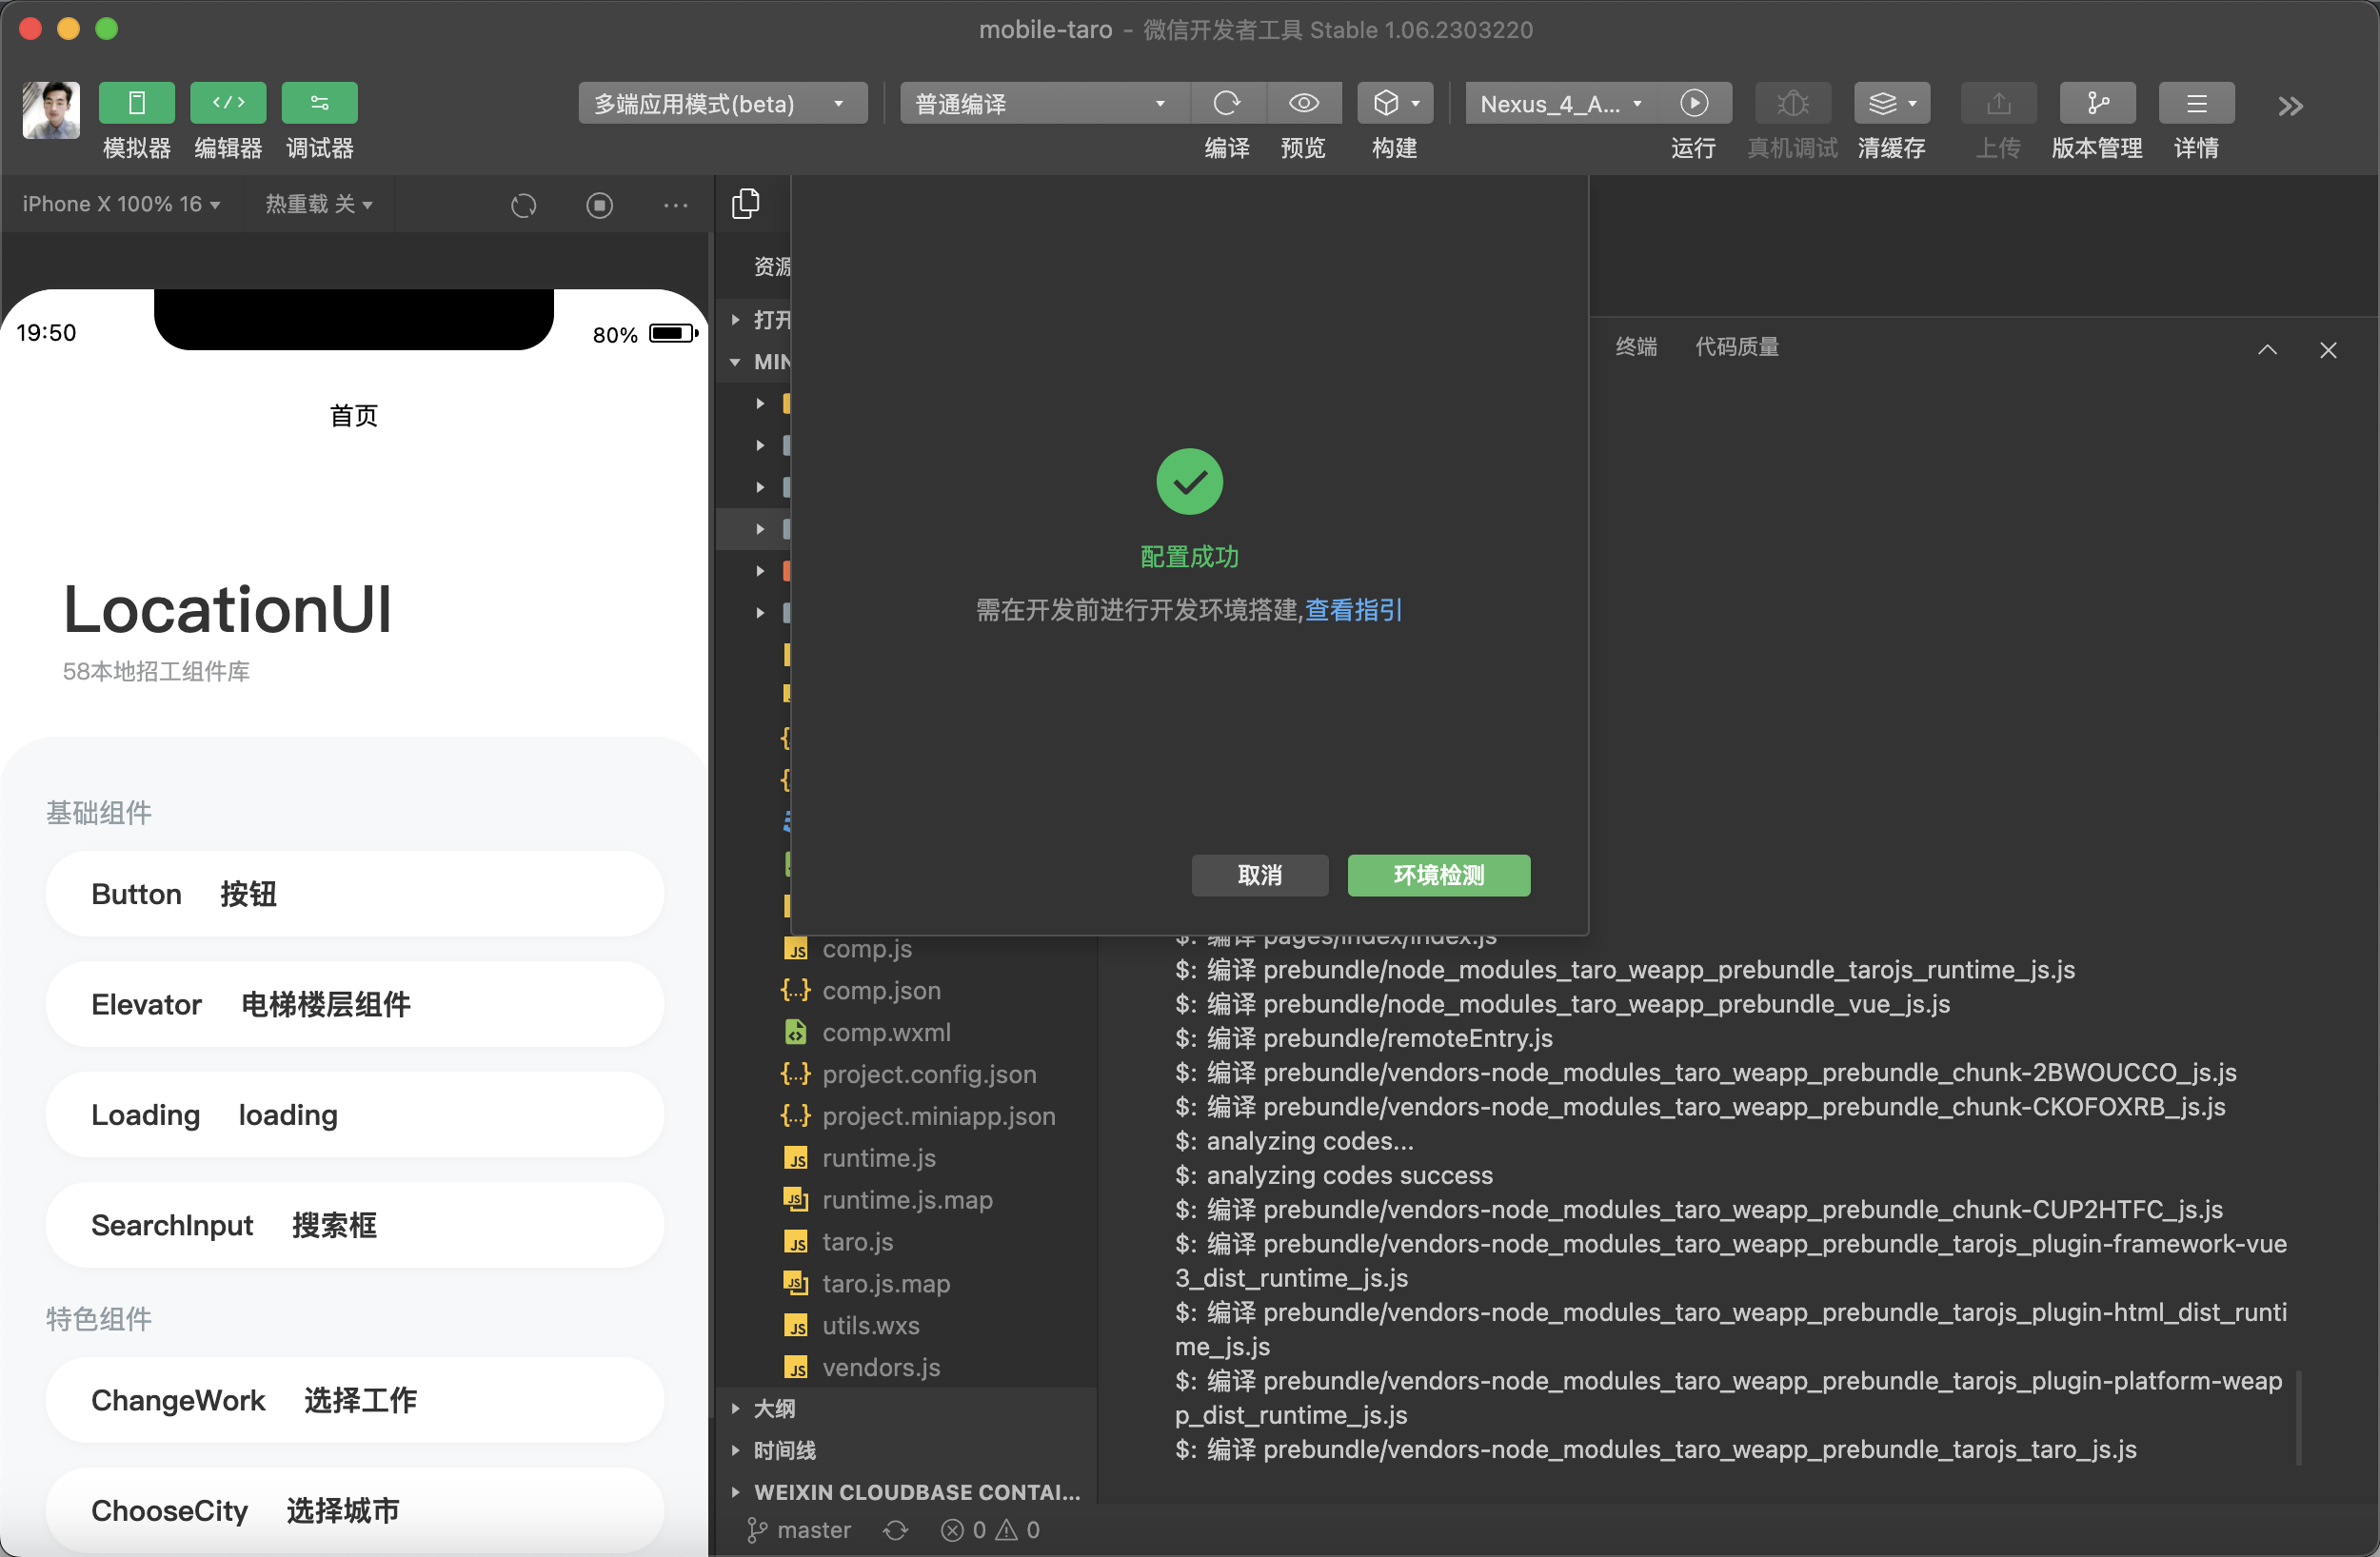 mobile-taro – 微信开发者工具 Stable 1.06.2303220
多端应用模式(beta)
普通编译
Nexus_4_A...
模拟器
编辑器
调试器
编译
预览
构建
运行
真机调试
清缓存
上传
版本管理
详情
iPhone X 100% 16
热重载 关
19:50
80%
首页
LocationUI
58本地招工组件库
基础组件
Button 按钮
Elevator 电梯楼层组件
Loading loading
SearchInput 搜索框
特色组件
ChangeWork 选择工作
ChooseCity 选择城市
资源
打开
MIN
comp.js
comp.json
comp.wxml
project.config.json
project.miniapp.json
runtime.js
runtime.js.map
taro.js
taro.js.map
utils.wxs
vendors.js
大纲
时间线
WEIXIN CLOUDBASE CONTAI...
master
0
0
配置成功
需在开发前进行开发环境搭建,查看指引
取消
环境检测
终端
代码质量
$: 编译 pages/index/index.js
$: 编译 prebundle/node_modules_taro_weapp_prebundle_tarojs_runtime_js.js
$: 编译 prebundle/node_modules_taro_weapp_prebundle_vue_js.js
$: 编译 prebundle/remoteEntry.js
$: 编译 prebundle/vendors-node_modules_taro_weapp_prebundle_chunk-2BWOUCCO_js.js
$: 编译 prebundle/vendors-node_modules_taro_weapp_prebundle_chunk-CKOFOXRB_js.js
$: analyzing codes...
$: analyzing codes success
$: 编译 prebundle/vendors-node_modules_taro_weapp_prebundle_chunk-CUP2HTFC_js.js
$: 编译 prebundle/vendors-node_modules_taro_weapp_prebundle_tarojs_plugin-framework-vue
3_dist_runtime_js.js
$: 编译 prebundle/vendors-node_modules_taro_weapp_prebundle_tarojs_plugin-html_dist_runti
me_js.js
$: 编译 prebundle/vendors-node_modules_taro_weapp_prebundle_tarojs_plugin-platform-weap
p_dist_runtime_js.js
$: 编译 prebundle/vendors-node_modules_taro_weapp_prebundle_tarojs_taro_js.js